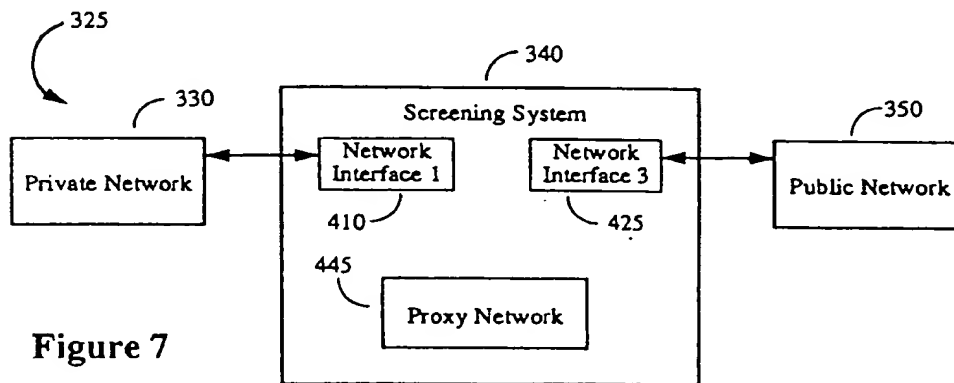 325
340
330
350
Screening System
Private Network
Network
Interface 1
Network
Interface 3
Public Network
410
425
445
Proxy Network
Figure 7